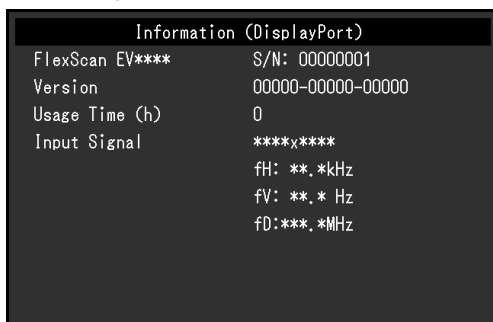 Information (DisplayPort)
FlexScan EV**** S/N: 00000001
Version 00000-00000-00000
Usage Time (h) 0
Input Signal ****x****
fH: **.*kHz
fV: **.* Hz
fD:***.*MHz